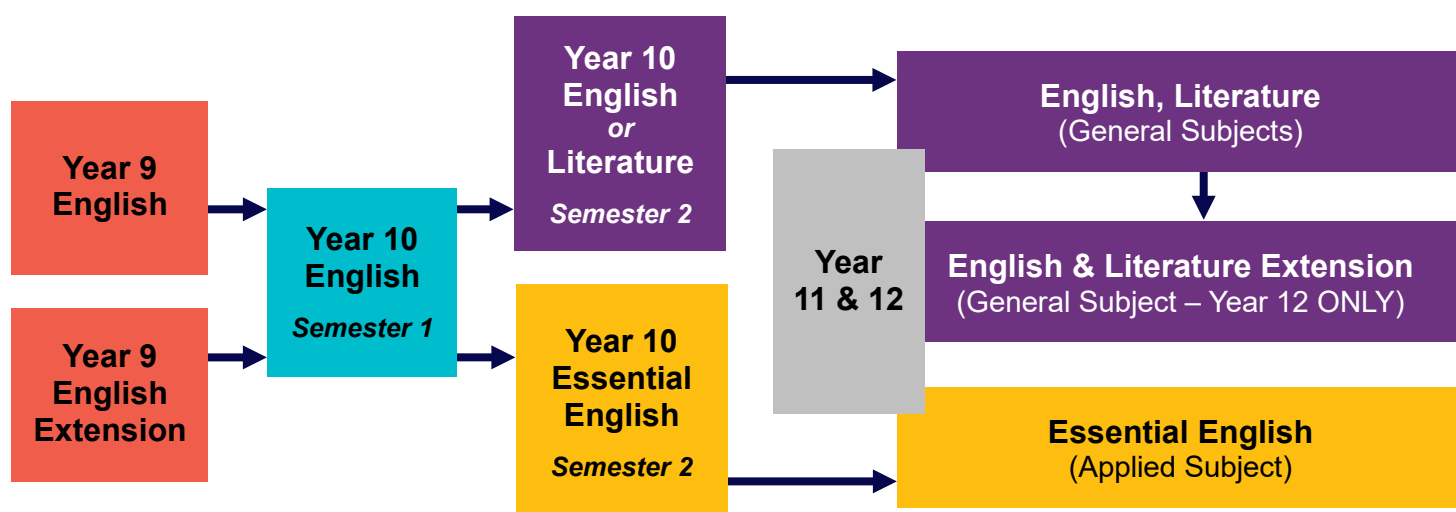 Year 9
English
Year 9
English
Extension
Year 10
English
Semester 1
Year 10
English
or
Literature
Semester 2
Year 10
Essential
English
Semester 2
Year
11 & 12
English, Literature
(General Subjects)
English & Literature Extension
(General Subject – Year 12 ONLY)
Essential English
(Applied Subject)